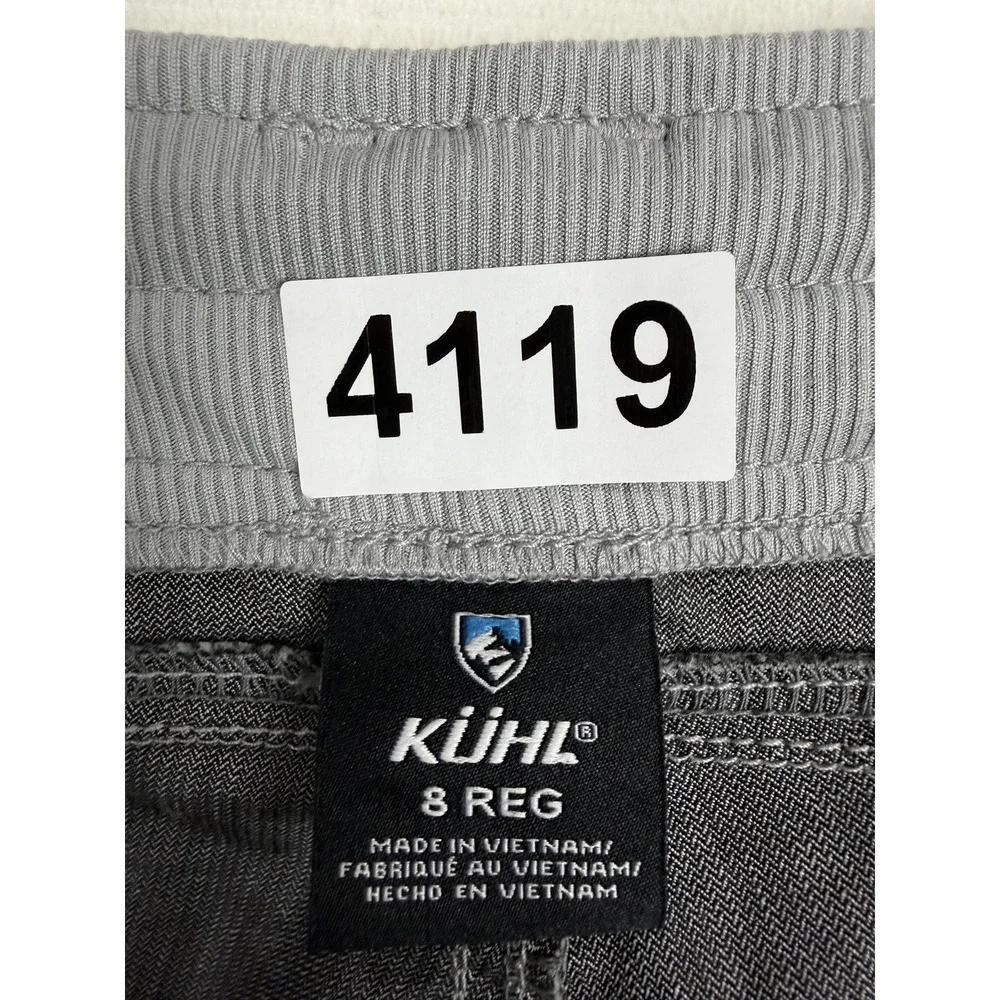 4119
KÜHL®
8 REG
MADE IN VIETNAM/
FABRIQUÉ AU VIETNAM/
HECHO EN VIETNAM